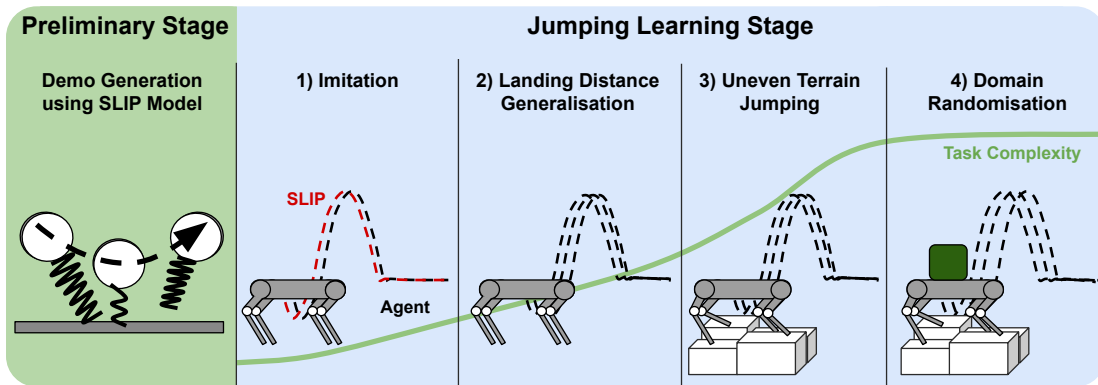 Preliminary Stage
Jumping Learning Stage
Demo Generation
using SLIP Model
1) Imitation
2) Landing Distance
Generalisation
3) Uneven Terrain
Jumping
4) Domain
Randomisation
Task Complexity
SLIP
Agent